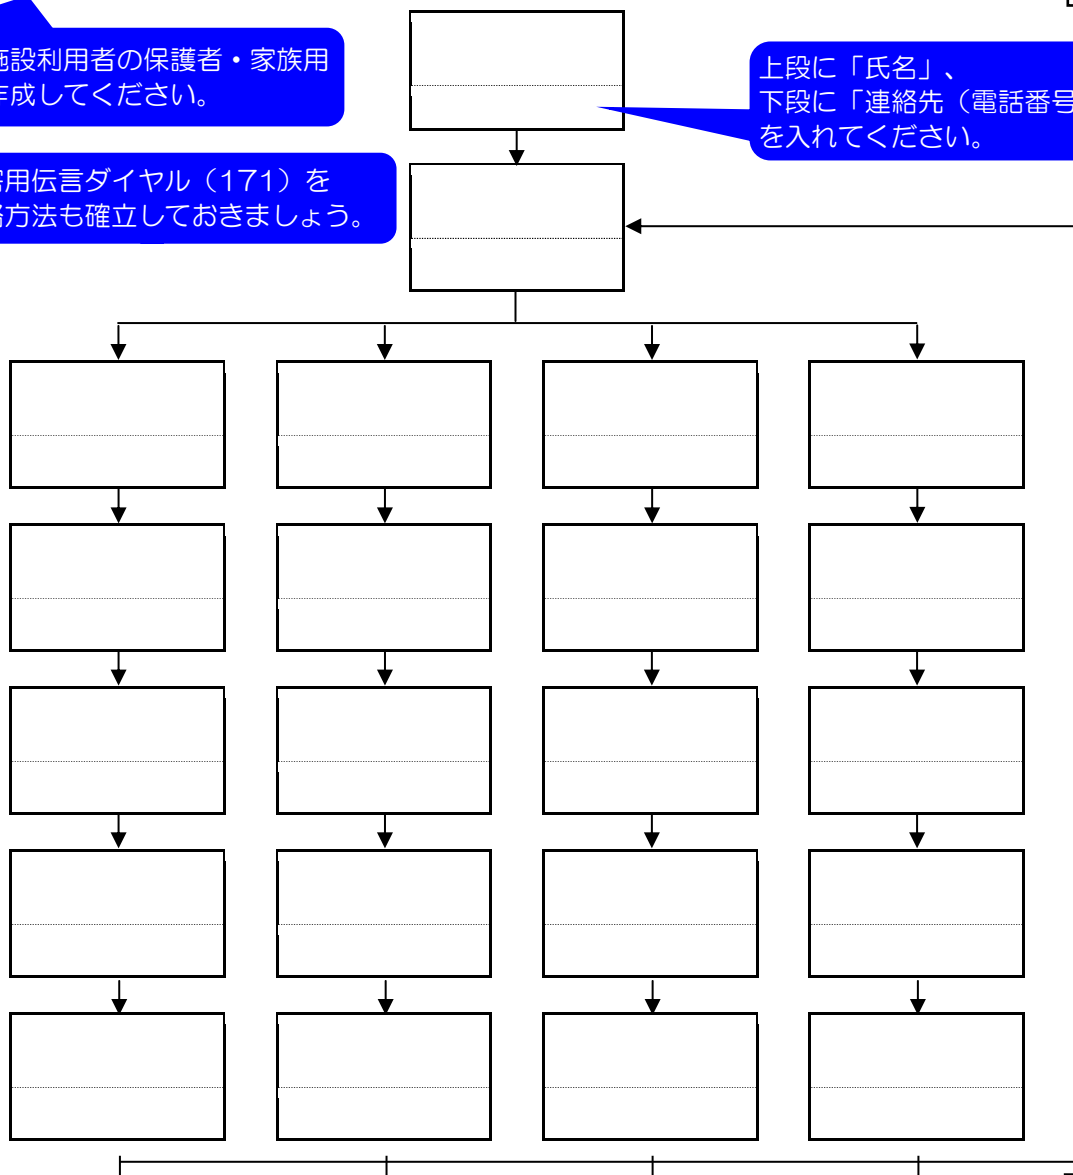 施設利用者の保護者・家族用
作成してください。
上段に「氏名」、
下段に「連絡先（電話番号
を入れてください。
害用伝言ダイヤル（171）を
絡方法も確立しておきましょう。